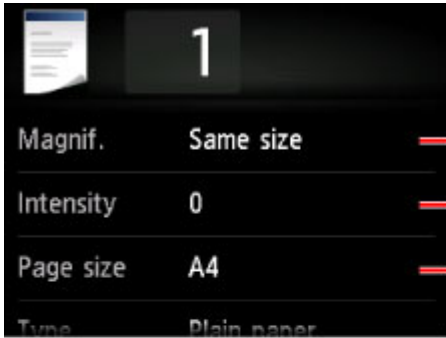 1
Magnif. Same size
Intensity 0
Page size A4
Type Plain paper